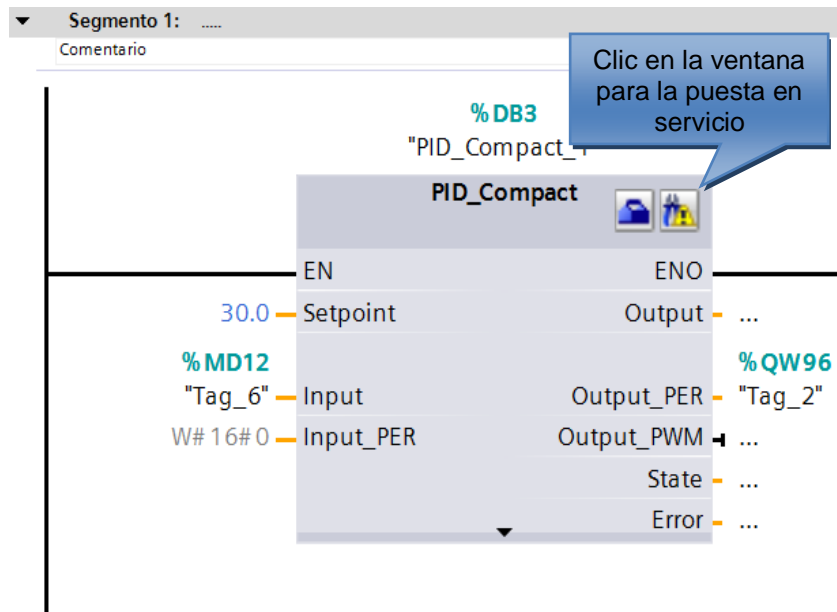 Segmento 1: .....
Comentario
Clic en la ventana
para la puesta en
servicio
%DB3
"PID_Compact_1"
PID_Compact
EN ENO
30.0 Setpoint Output ...
%MD12 %QW96
"Tag_6" Input Output_PER "Tag_2"
W#16#0 Input_PER Output_PWM ...
State ...
Error ...